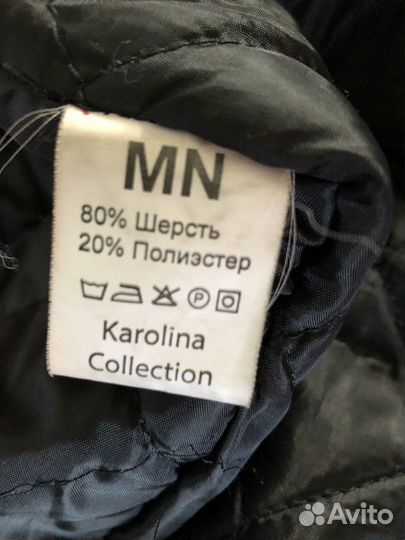 MN
80% Шерсть
20% Полиэстер
P
Karolina
Collection
Avito